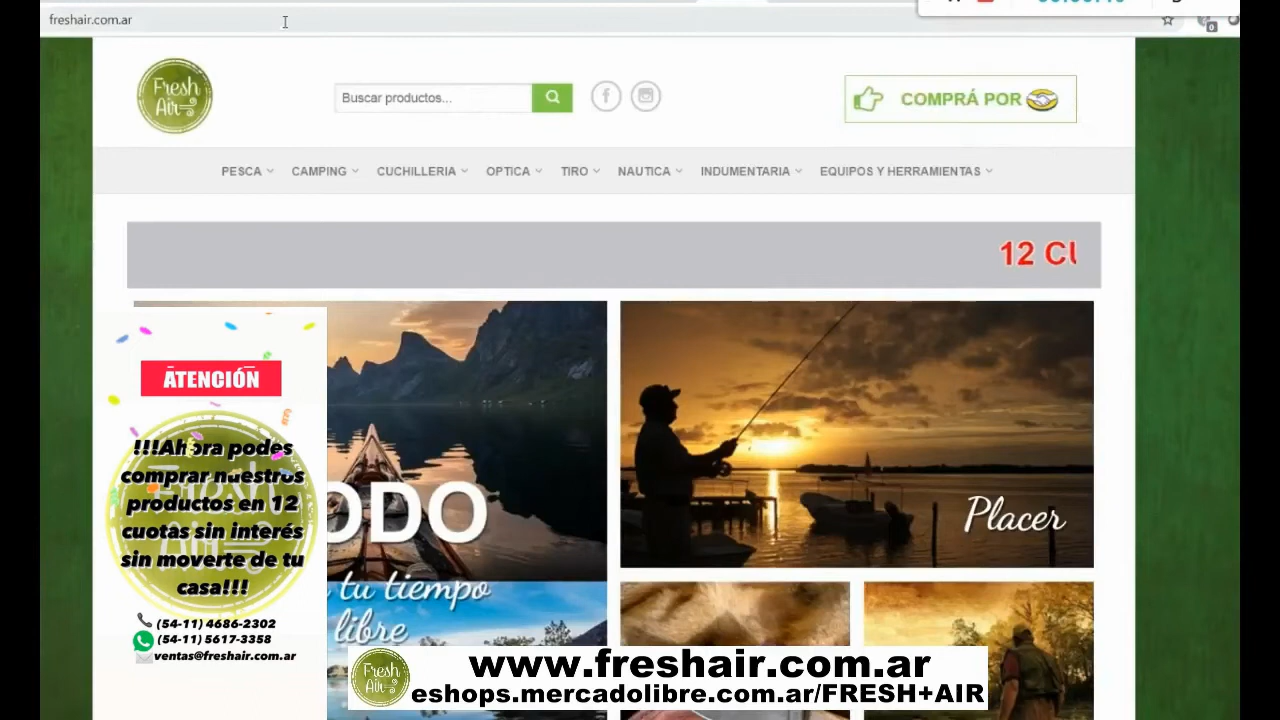 freshair.com.ar
0
Fresh
Air
Buscar productos...
COMPRÁ POR
PESCA
CAMPING
CUCHILLERIA
OPTICA
TIRO
NAUTICA
INDUMENTARIA
EQUIPOS Y HERRAMIENTAS
12 CU
ATENCIÓN
!!!Ahora podes
comprar nuestros
productos en 12
cuotas sin interés
sin moverte de tu
casa!!!
(54-11) 4686-2302
(54-11) 5617-3358
ventas@freshair.com.ar
ODO
tu tiempo
libre
Placer
Fresh
Air
www.freshair.com.ar
eshops.mercadolibre.com.ar/FRESH+AIR